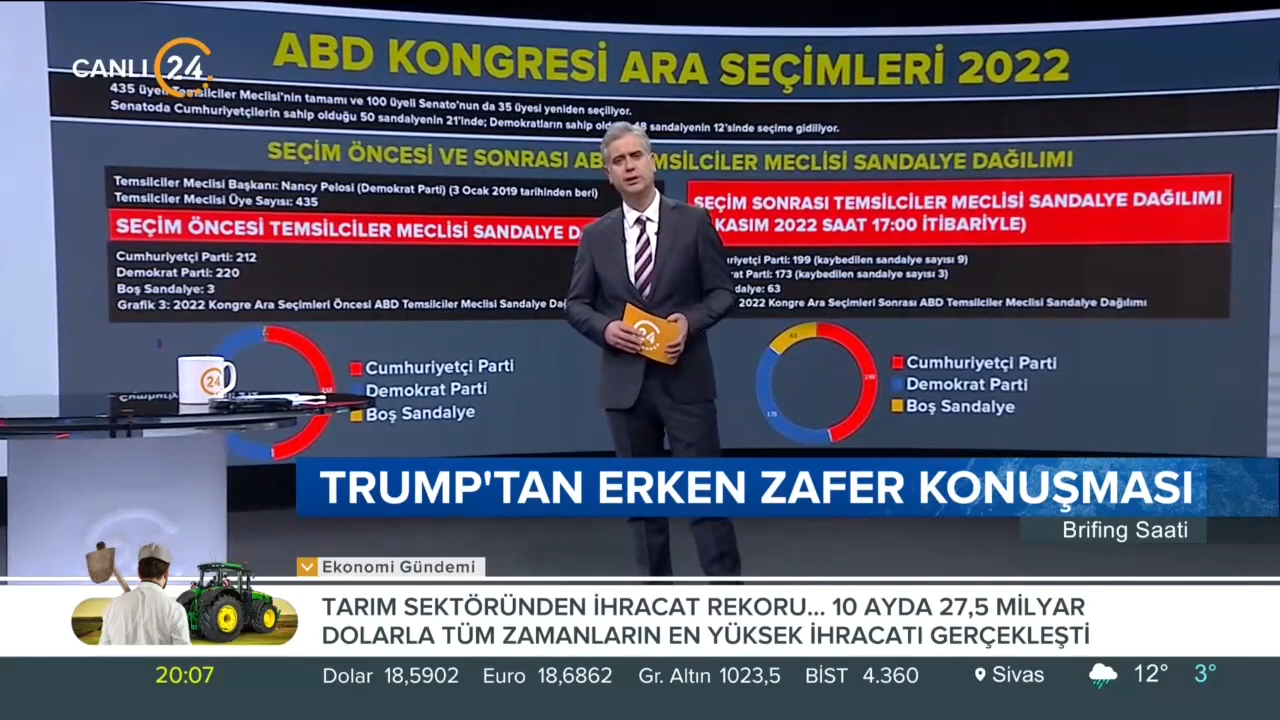 CANLI 24
ABD KONGRESİ ARA SEÇİMLERİ 2022
435 üyeli Temsilciler Meclisi'nin tamamı ve 100 üyeli Senato'nun da 35 üyesi yeniden seçiliyor.
Senatoda Cumhuriyetçilerin sahip olduğu 50 sandalyenin 21'inde; Demokratların sahip 48 sandalyenin 12'sinde seçime gidiliyor.
SEÇİM ÖNCESİ VE SONRASI ABD TEMSİLCİLER MECLİSİ SANDALYE DAĞILIMI
Temsilciler Meclisi Başkanı: Nancy Pelosi (Demokrat Parti) (3 Ocak 2019 tarihinden beri)
Temsilciler Meclisi Üye Sayısı: 435
SEÇİM ÖNCESİ TEMSİLCİLER MECLİSİ SANDALYE
Cumhuriyetçi Parti: 212
Demokrat Parti: 220
Boş Sandalye: 3
Grafik 3: 2022 Kongre Ara Seçimleri Öncesi ABD Temsilciler Meclisi Sandalye
Cumhuriyetçi Parti
Demokrat Parti
Boş Sandalye
SEÇİM SONRASI TEMSİLCİLER MECLİSİ SANDALYE DAĞILIMI
KASIM 2022 SAAT 17:00 İTİBARİYLE)
Parti: 199 (kaybedilen sandalye sayısı 9)
Parti: 173 (kaybedilen sandalye sayısı 3)
63
2022 Kongre Ara Seçimleri Sonrası ABD Temsilciler Meclisi Sandalye Dağılımı
Cumhuriyetçi Parti
Demokrat Parti
Boş Sandalye
24
24
TRUMP'TAN ERKEN ZAFER KONUŞMASI
Brifing Saati
Ekonomi Gündemi
TARIM SEKTÖRÜNDEN İHRACAT REKORU... 10 AYDA 27,5 MİLYAR
DOLARLA TÜM ZAMANLARIN EN YÜKSEK İHRACATI GERÇEKLEŞTİ
20:07 Dolar 18,5902 Euro 18,6862 Gr. Altın 1023,5 BİST 4.360 Sivas 12° 3°